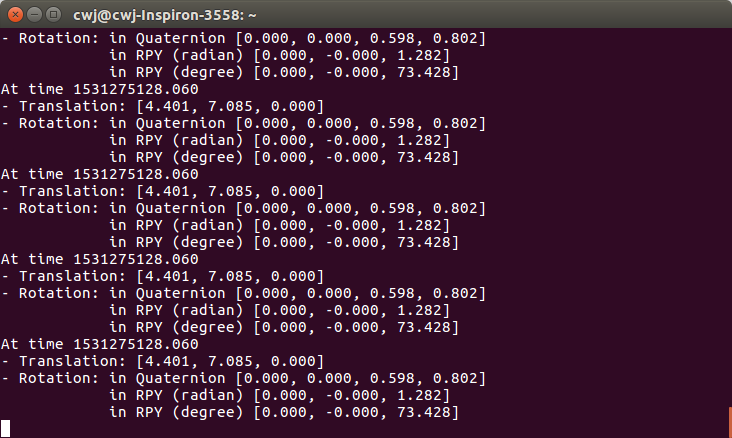 cwj@cwj-Inspiron-3558: ~
- Rotation: in Quaternion [0.000, 0.000, 0.598, 0.802]
            in RPY (radian) [0.000, -0.000, 1.282]
            in RPY (degree) [0.000, -0.000, 73.428]
At time 1531275128.060
- Translation: [4.401, 7.085, 0.000]
- Rotation: in Quaternion [0.000, 0.000, 0.598, 0.802]
            in RPY (radian) [0.000, -0.000, 1.282]
            in RPY (degree) [0.000, -0.000, 73.428]
At time 1531275128.060
- Translation: [4.401, 7.085, 0.000]
- Rotation: in Quaternion [0.000, 0.000, 0.598, 0.802]
            in RPY (radian) [0.000, -0.000, 1.282]
            in RPY (degree) [0.000, -0.000, 73.428]
At time 1531275128.060
- Translation: [4.401, 7.085, 0.000]
- Rotation: in Quaternion [0.000, 0.000, 0.598, 0.802]
            in RPY (radian) [0.000, -0.000, 1.282]
            in RPY (degree) [0.000, -0.000, 73.428]
At time 1531275128.060
- Translation: [4.401, 7.085, 0.000]
- Rotation: in Quaternion [0.000, 0.000, 0.598, 0.802]
            in RPY (radian) [0.000, -0.000, 1.282]
            in RPY (degree) [0.000, -0.000, 73.428]